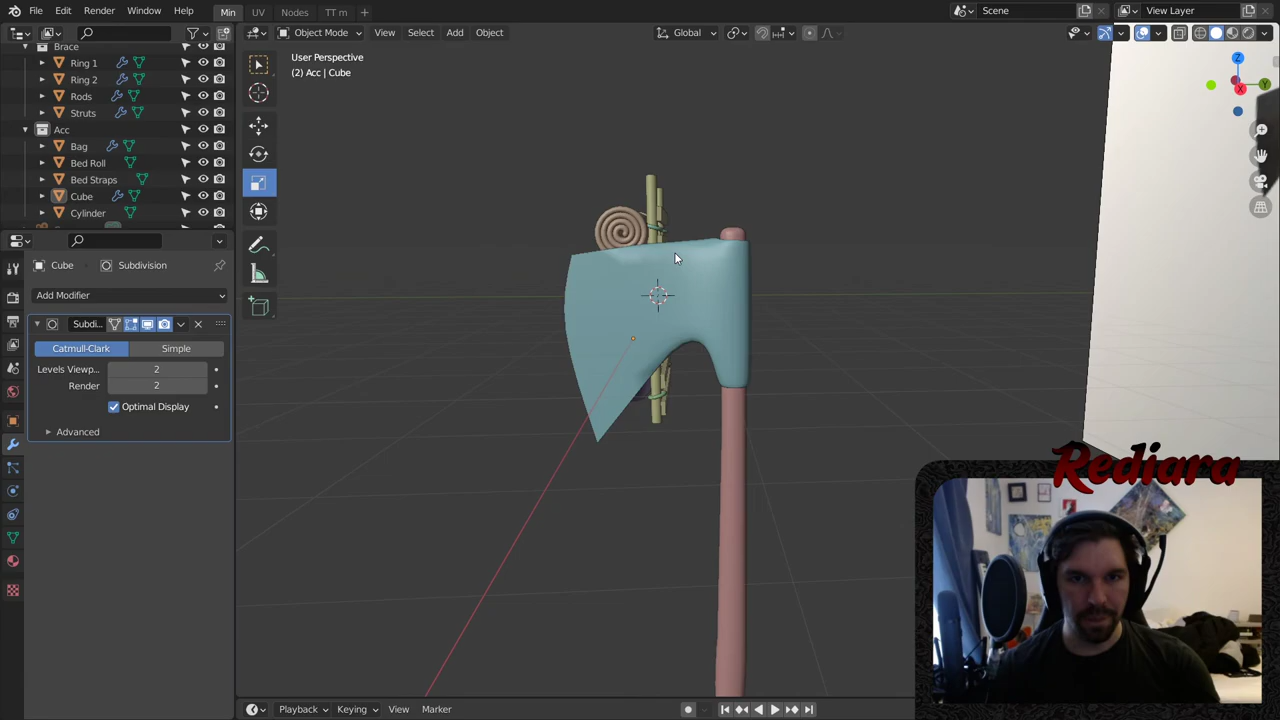 File Edit Render Window Help Min UV Nodes TT m Scene View Layer
Object Mode View Select Add Object Global
Brace
Ring 1
Ring 2
Rods
Struts
Acc
Bag
Bed Roll
Bed Straps
Cube
Cylinder
User Perspective
(2) Acc | Cube
Z
Y
X
Cube Subdivision
Add Modifier
Subdi...
Catmull-Clark Simple
Levels Viewp... 2
Render 2
Optimal Display
Advanced
Rediara
Playback Keying View Marker